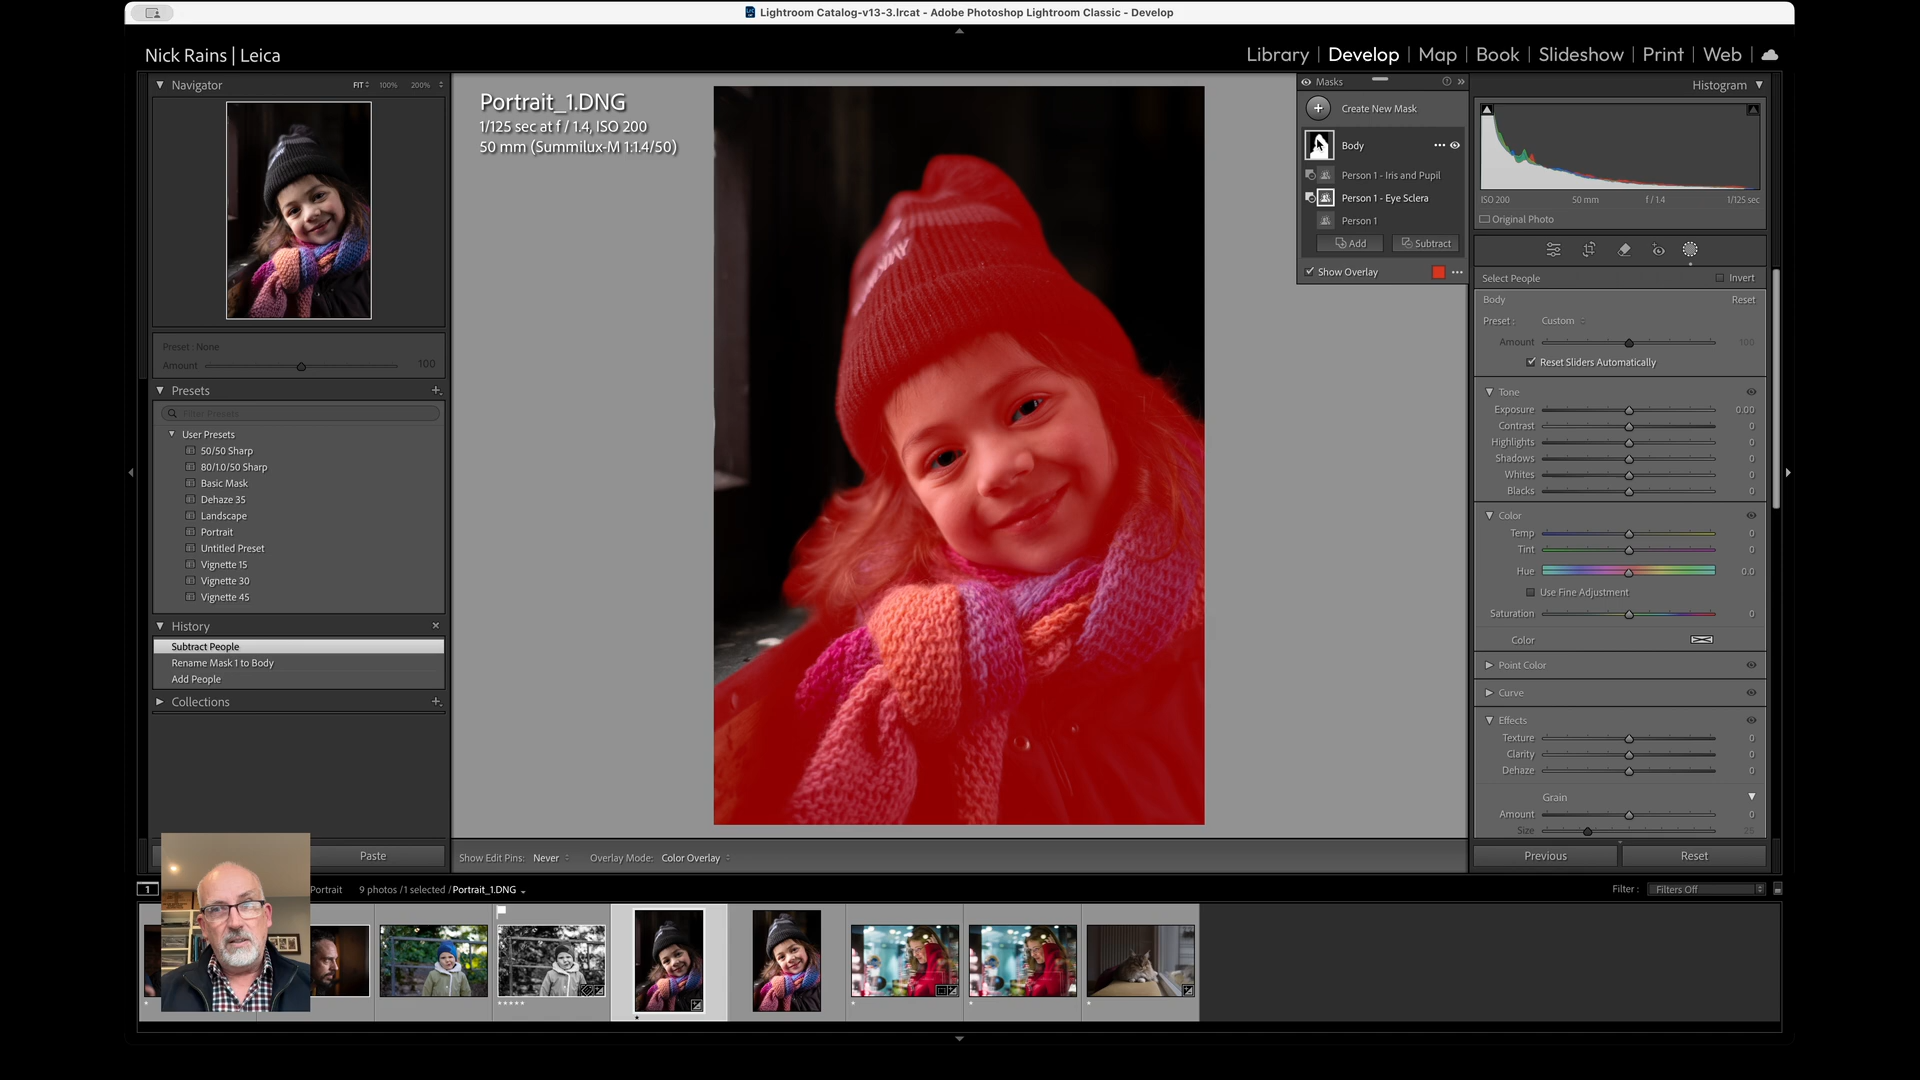 Lightroom Catalog-v13-3.lrcat - Adobe Photoshop Lightroom Classic - Develop
Nick Rains | Leica
Library | Develop | Map | Book | Slideshow | Print | Web
Navigator
FIT 100% 200%
Preset : None
Amount 100
Presets
Filter Presets
User Presets
50/50 Sharp
80/1.0/50 Sharp
Basic Mask
Dehaze 35
Landscape
Portrait
Untitled Preset
Vignette 15
Vignette 30
Vignette 45
History
Subtract People
Rename Mask 1 to Body
Add People
Collections
Paste
Portrait_1.DNG
1/125 sec at f / 1.4, ISO 200
50 mm (Summilux-M 1:1.4/50)
Masks
Create New Mask
Body
Person 1 - Iris and Pupil
Person 1 - Eye Sclera
Person 1
Add Subtract
Show Overlay
Show Edit Pins: Never Overlay Mode: Color Overlay
Histogram
ISO 200 50 mm f / 1.4 1/125 sec
Original Photo
Select People Invert
Body Reset
Preset : Custom
Amount 100
Reset Sliders Automatically
Tone
Exposure 0.00
Contrast 0
Highlights 0
Shadows 0
Whites 0
Blacks 0
Color
Temp 0
Tint 0
Hue 0.0
Use Fine Adjustment
Saturation 0
Color
Point Color
Curve
Effects
Texture 0
Clarity 0
Dehaze 0
Grain
Amount 0
Size 25
Previous Reset
1 Portrait 9 photos /1 selected /Portrait_1.DNG
Filter : Filters Off